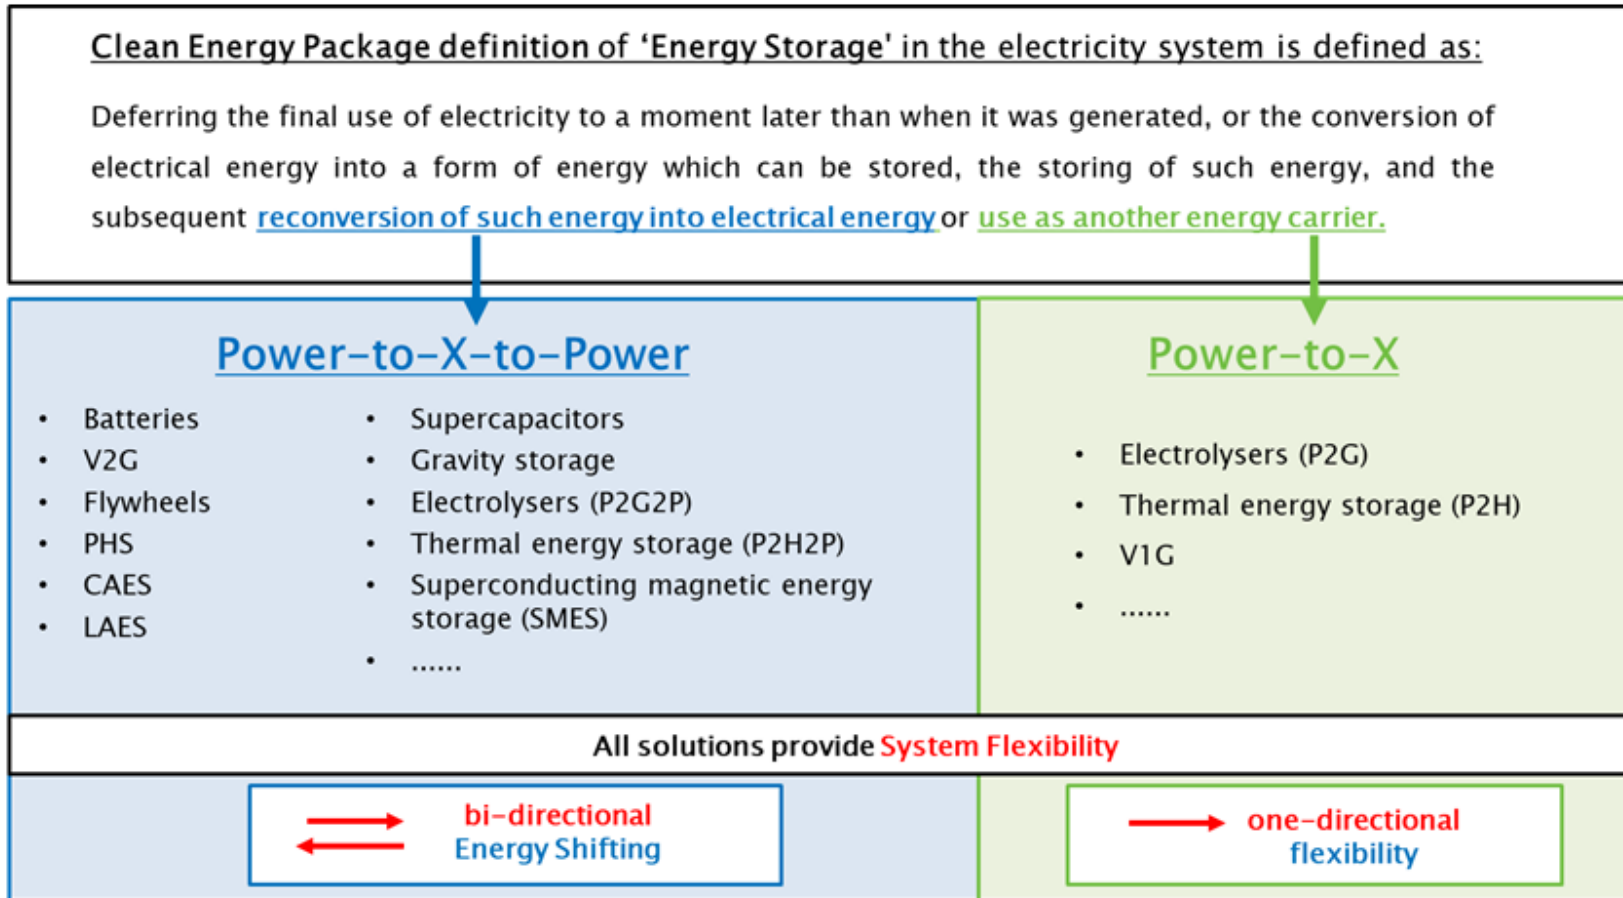 Clean Energy Package definition of ‘Energy Storage' in the electricity system is defined as:
Deferring the final use of electricity to a moment later than when it was generated, or the conversion of
electrical energy into a form of energy which can be stored, the storing of such energy, and the
subsequent reconversion of such energy into electrical energy or use as another energy carrier.
Power-to-X-to-Power
• Batteries
• V2G
• Flywheels
• PHS
• CAES
• LAES
• Supercapacitors
• Gravity storage
• Electrolysers (P2G2P)
• Thermal energy storage (P2H2P)
• Superconducting magnetic energy
storage (SMES)
• ......
Power-to-X
• Electrolysers (P2G)
• Thermal energy storage (P2H)
• V1G
• ......
All solutions provide System Flexibility
bi-directional
Energy Shifting
one-directional
flexibility